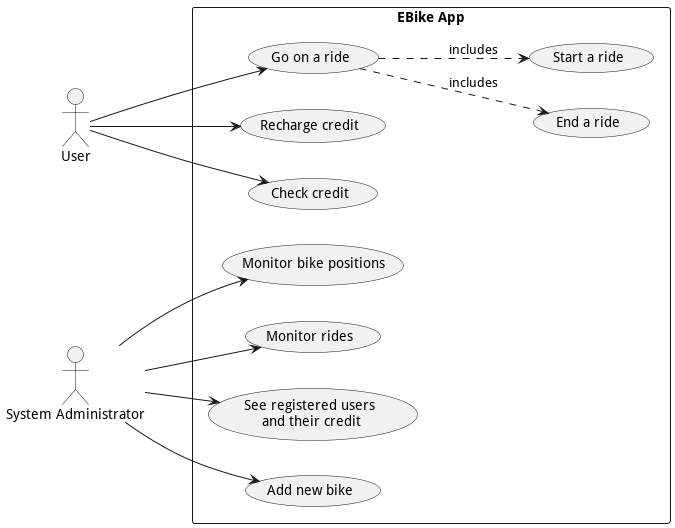 EBike App
Go on a ride
includes
Start a ride
includes
End a ride
User
Recharge credit
Check credit
Monitor bike positions
Monitor rides
System Administrator
See registered users
and their credit
Add new bike